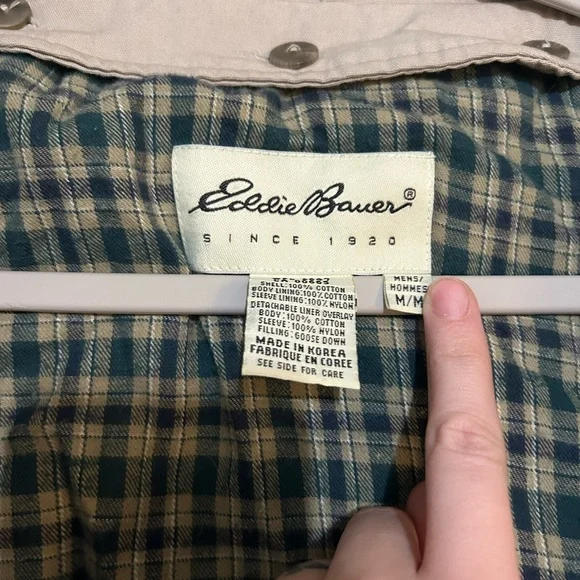 Eddie Bauer®
SINCE 1920
SHELL:100% COTTON
BODY LINING:100% COTTON
SLEEVE LINING:100% NYLON
DETACHABLE LINER OVERLAY
BODY:100% COTTON
SLEEVE:100% NYLON
FILLING:GOOSE DOWN
MADE IN KOREA
FABRIQUE EN COREE
SEE SIDE FOR CARE
MENS/
HOMMES
M/M